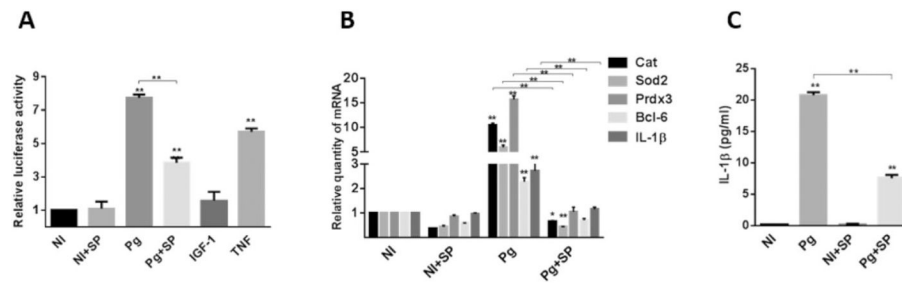 A
Relative luciferase activity
9
7
5
3
1
**
**
**
**
NI
NI+SP
Pg
Pg+SP
IGF-1
TNF
B
Relative quantity of mRNA
20
15
10
5
3
2
1
**
**
**
**
**
**
**
**
**
**
*
**
NI
NI+SP
Pg
Pg+SP
Cat
Sod2
Prdx3
Bcl-6
IL-1β
C
IL-1β (pg/ml)
25
20
15
10
5
0
**
**
**
NI
Pg
NI+SP
Pg+SP